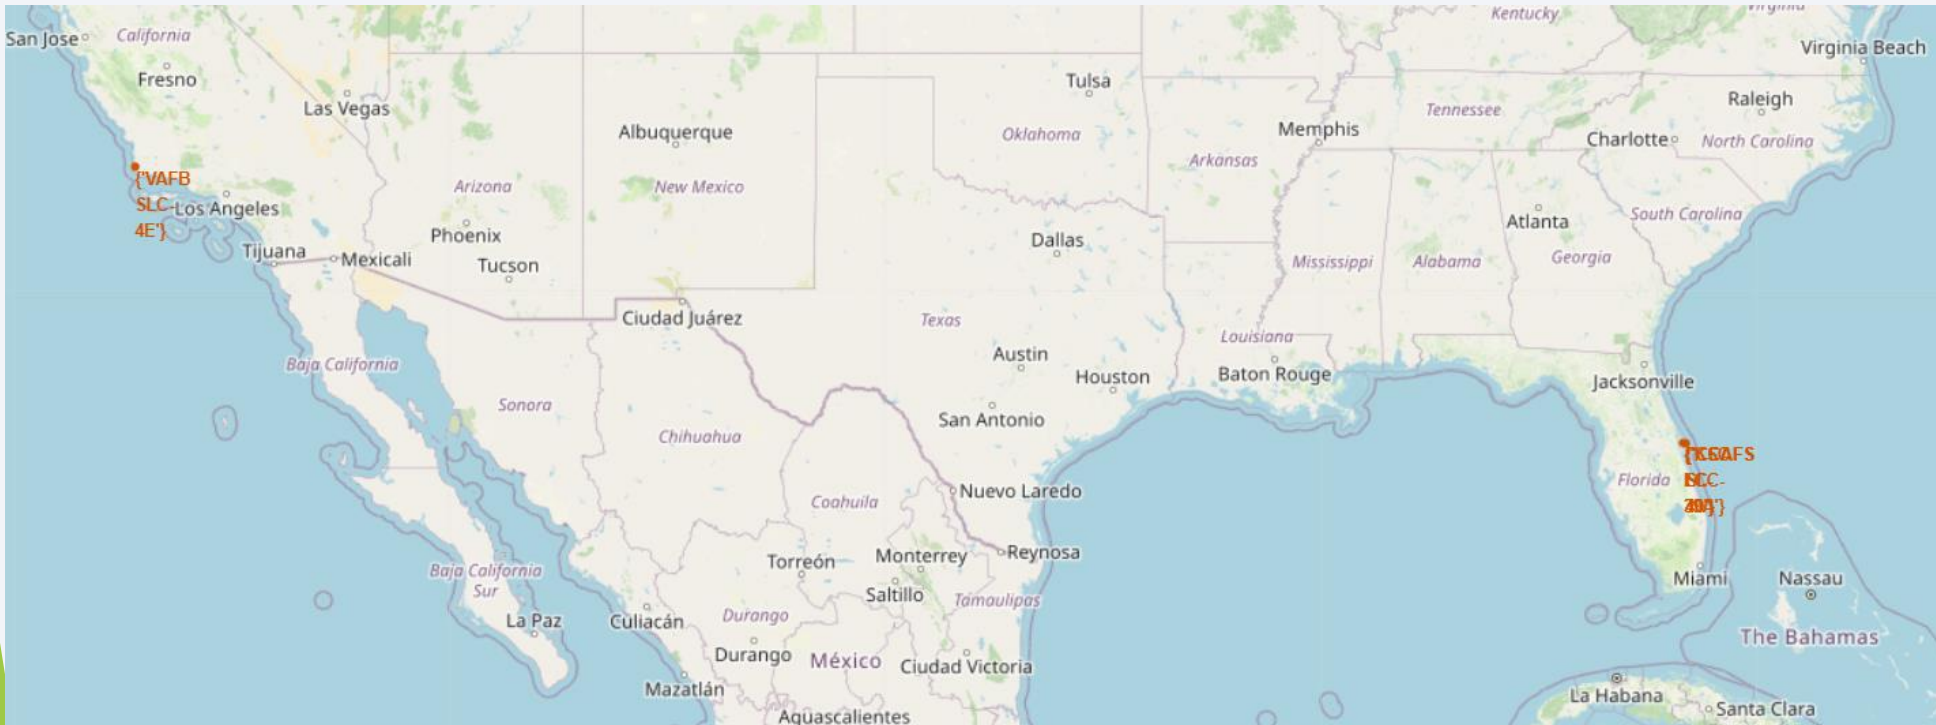 Kentucky
Virginia
San Jose
California
Virginia Beach
Fresno
Tulsa
Las Vegas
Raleigh
Tennessee
Albuquerque
Oklahoma
Memphis
Charlotte
North Carolina
Arkansas
{'VAFB
SLC-
4E'}
Arizona
New Mexico
Los Angeles
South Carolina
Atlanta
Phoenix
Dallas
Tijuana
Mexicali
Tucson
Mississippi
Alabama
Georgia
Ciudad Juárez
Texas
Louisiana
Austin
Baja California
Houston
Baton Rouge
Jacksonville
Sonora
San Antonio
Chihuahua
Florida
Coahuila
Nuevo Laredo
Torreón
Monterrey
Reynosa
Baja California
Sur
Miami
Nassau
Saltillo
Tamaulipas
La Paz
Culiacán
Durango
The Bahamas
Durango
México
Ciudad Victoria
Mazatlán
La Habana
Santa Clara
Aguascalientes